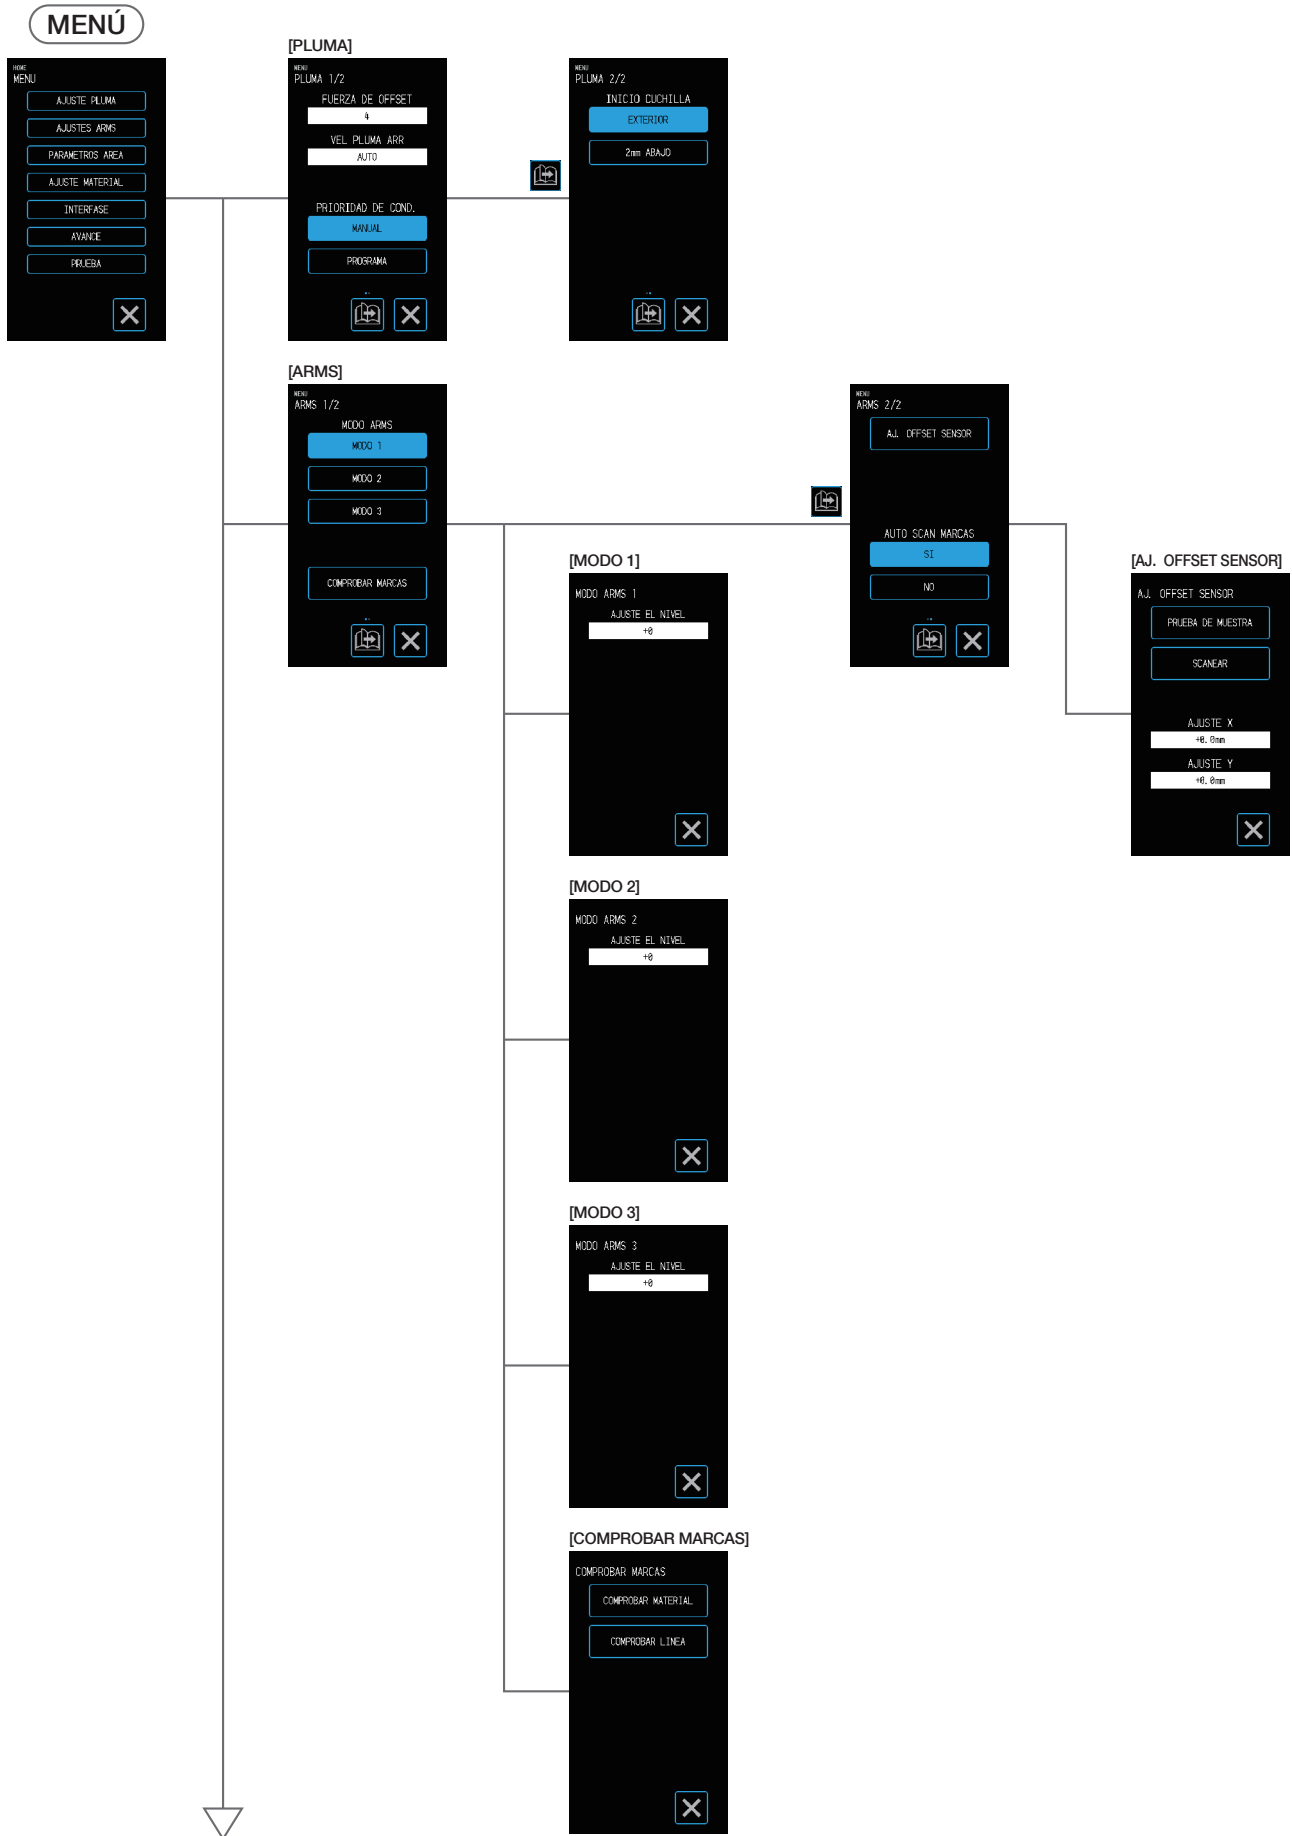 MENÚ
HOME
MENU
AJUSTE PLUMA
AJUSTES ARMS
PARAMETROS AREA
AJUSTE MATERIAL
INTERFASE
AVANCE
PRUEBA
[PLUMA]
MENU
PLUMA 1/2
FUERZA DE OFFSET
4
VEL PLUMA ARR
AUTO
PRIORIDAD DE COND.
MANUAL
PROGRAMA
MENU
PLUMA 2/2
INICIO CUCHILLA
EXTERIOR
2mm ABAJO
[ARMS]
MENU
ARMS 1/2
MODO ARMS
MODO 1
MODO 2
MODO 3
COMPROBAR MARCAS
MENU
ARMS 2/2
AJ. OFFSET SENSOR
AUTO SCAN MARCAS
SI
NO
[AJ. OFFSET SENSOR]
AJ. OFFSET SENSOR
PRUEBA DE MUESTRA
SCANEAR
AJUSTE X
+0.0mm
AJUSTE Y
+0.0mm
[MODO 1]
MODO ARMS 1
AJUSTE EL NIVEL
+0
[MODO 2]
MODO ARMS 2
AJUSTE EL NIVEL
+0
[MODO 3]
MODO ARMS 3
AJUSTE EL NIVEL
+0
[COMPROBAR MARCAS]
COMPROBAR MARCAS
COMPROBAR MATERIAL
COMPROBAR LINEA